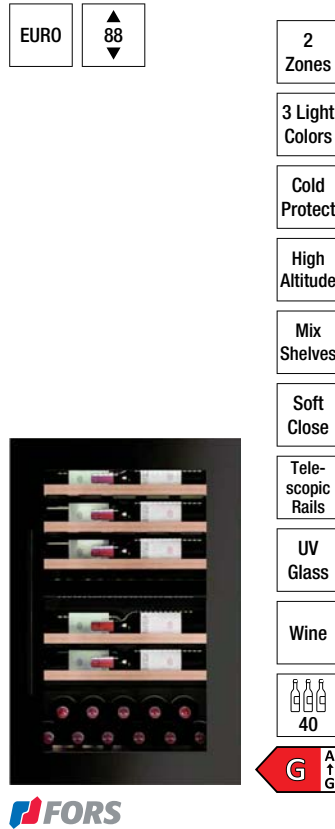 EURO
88
2
Zones
3 Light
Colors
Cold
Protect
High
Altitude
Mix
Shelves
Soft
Close
Tele-
scopic
Rails
UV
Glass
Wine
40
G
A
G
FORS